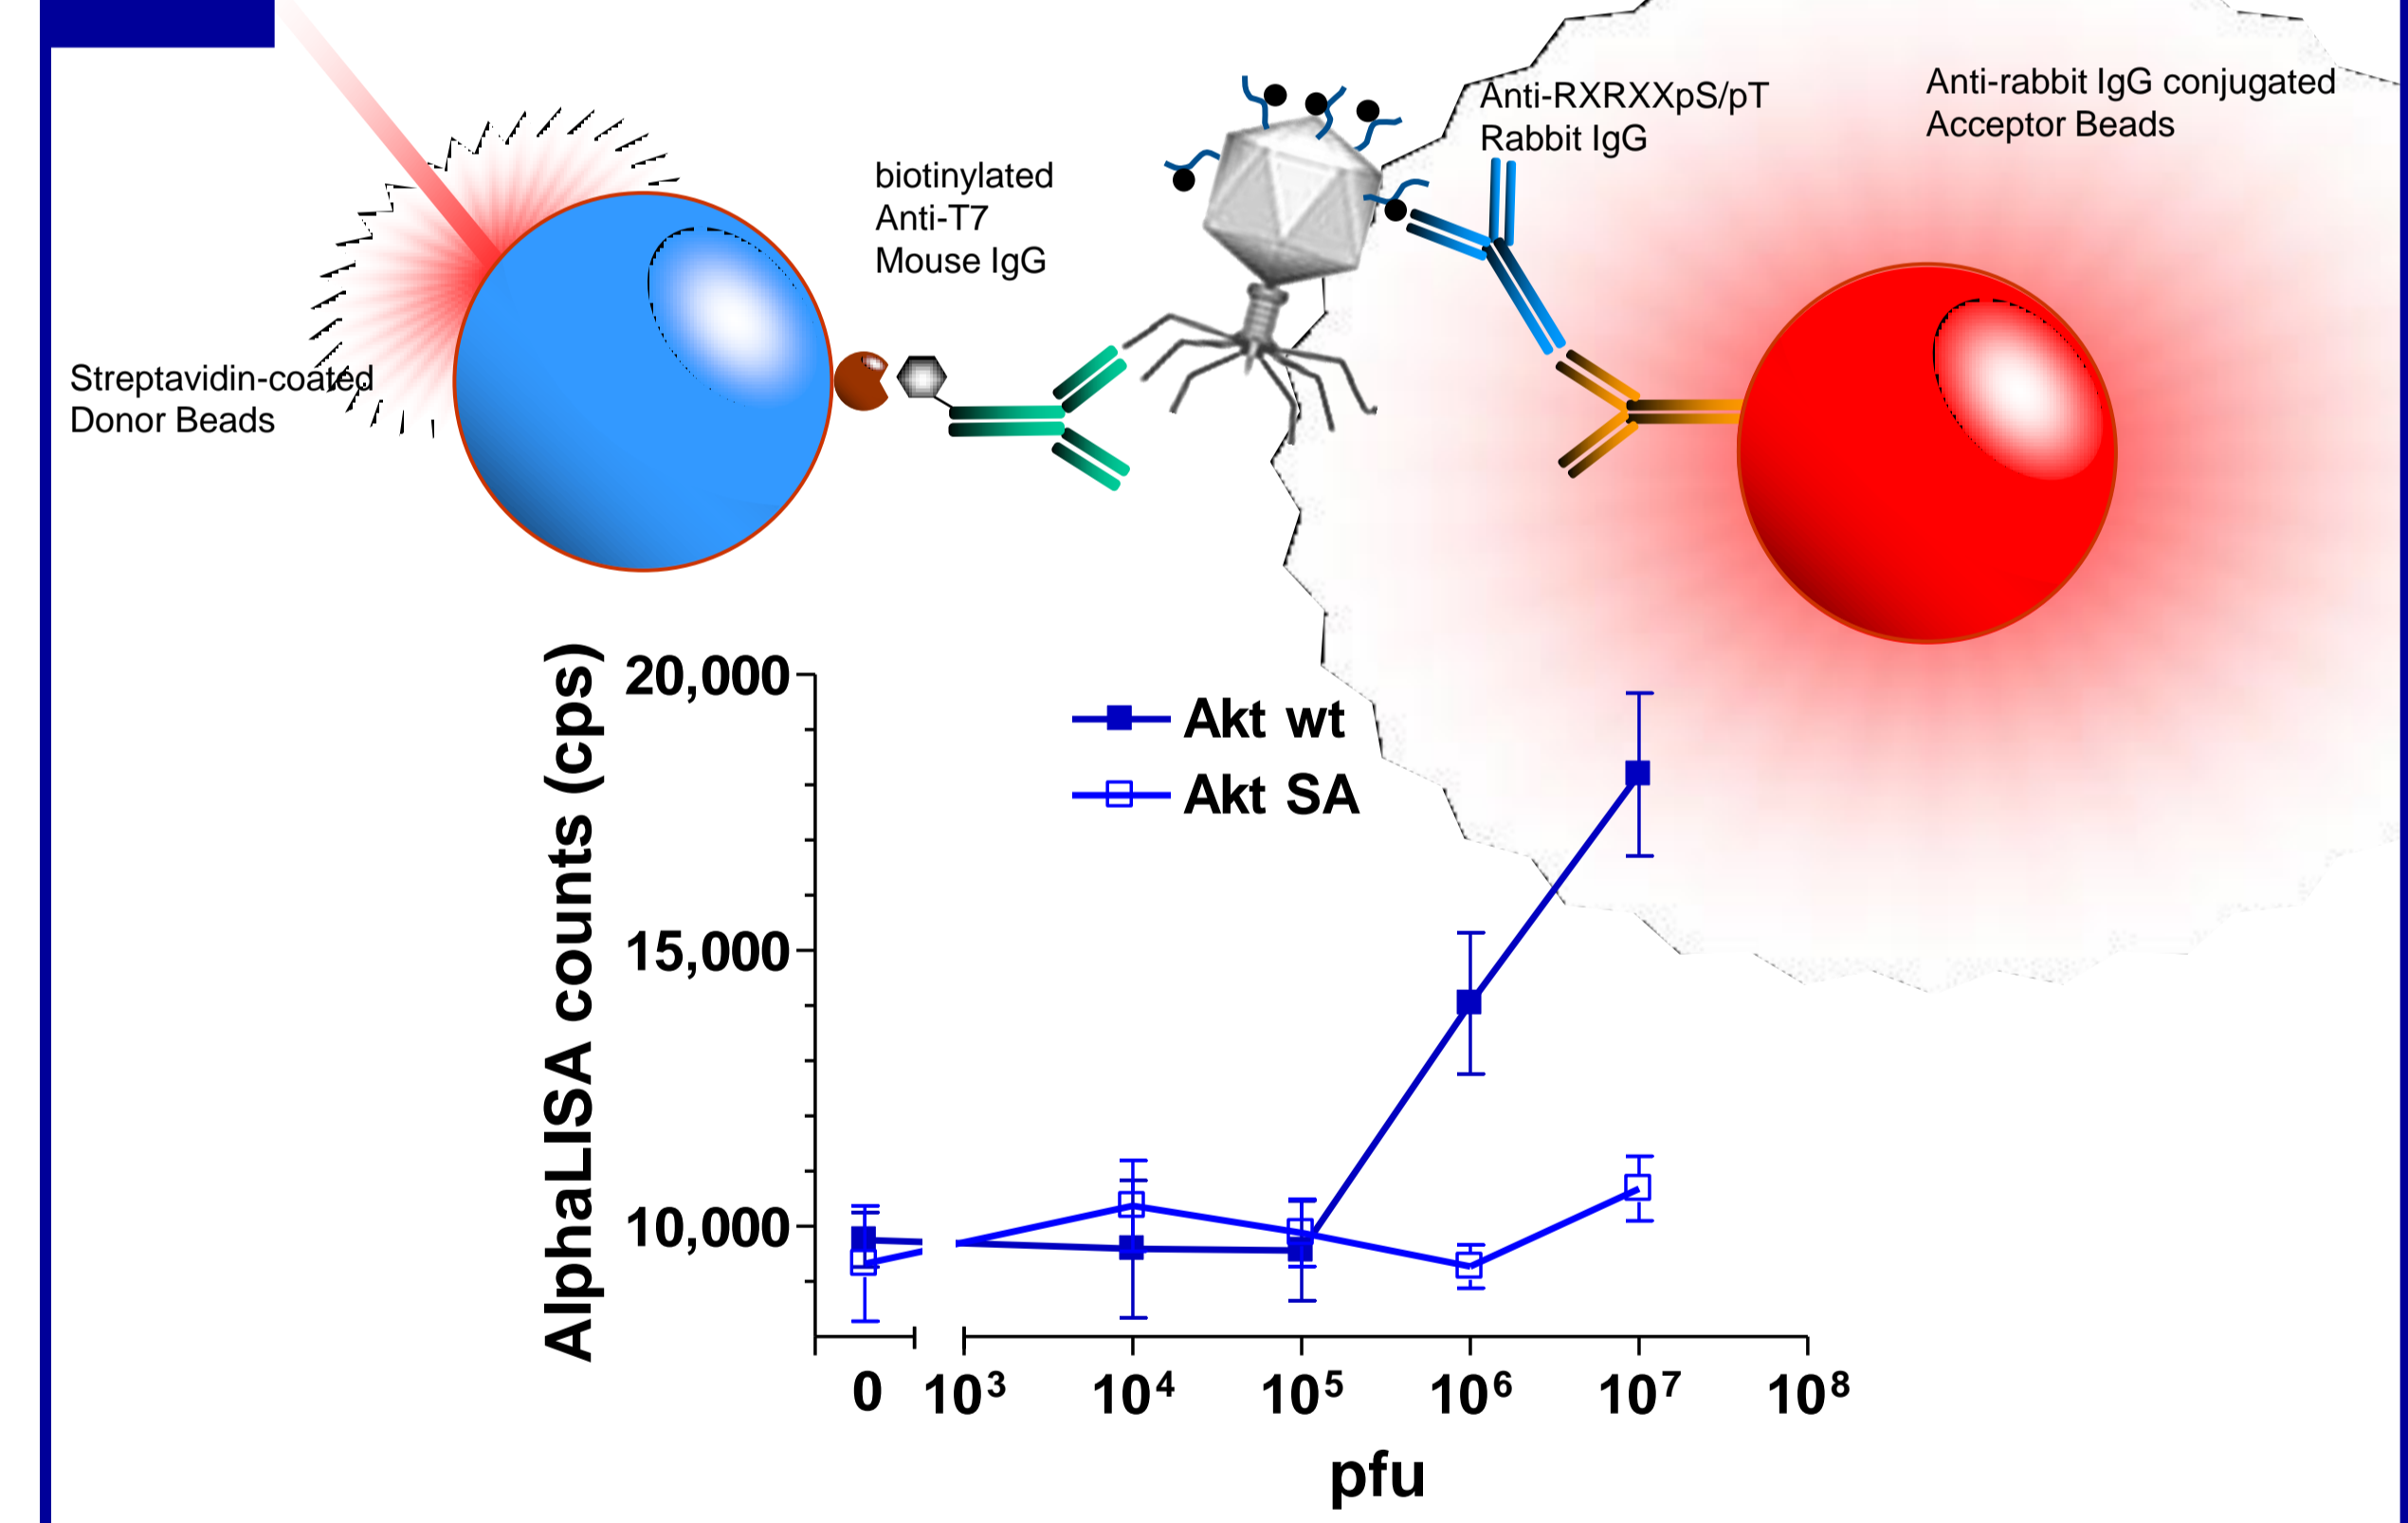 Anti-rabbit IgG conjugated
Acceptor Beads
Anti-RXRXXpS/pT
Rabbit IgG
biotinylated
Anti-T7
Mouse IgG
Streptavidin-coated
Donor Beads
AlphaLISA counts (cps)
20,000
15,000
10,000
Akt wt
Akt SA
0 10³ 10⁴ 10⁵ 10⁶ 10⁷ 10⁸
pfu